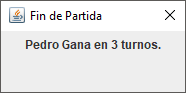 Fin de Partida
Pedro Gana en 3 turnos.